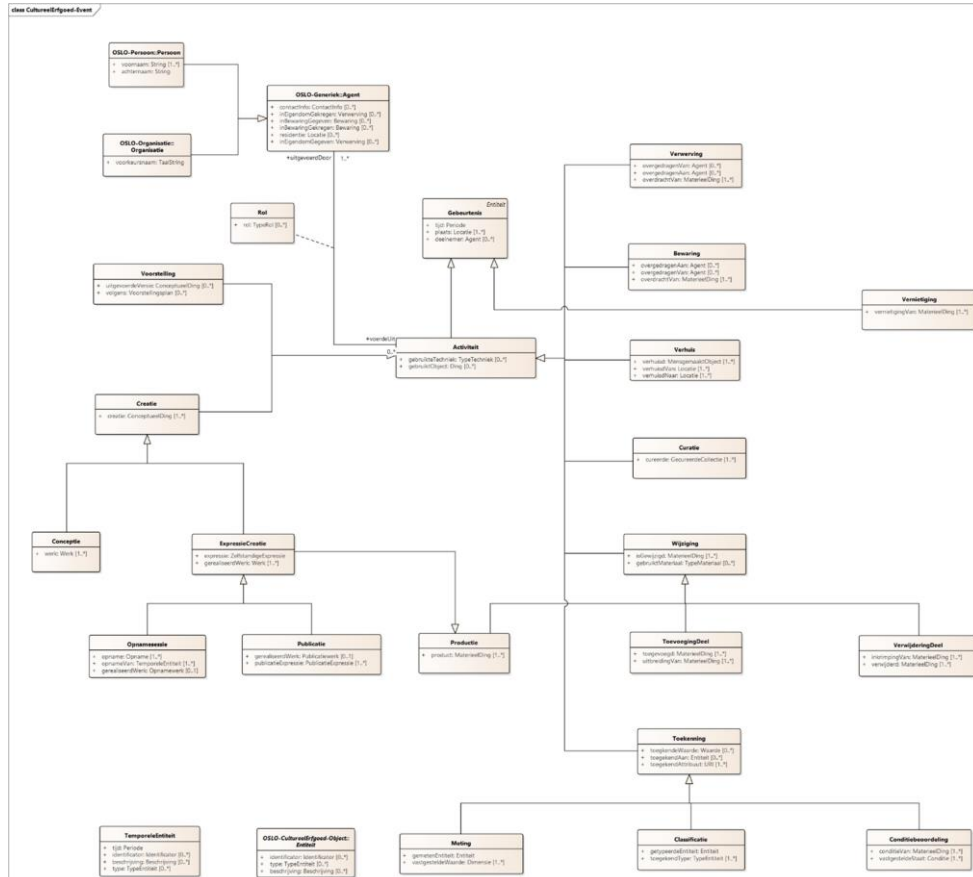 class CultureelErfgoed-Event
OSLO-Persoon::Persoon
+ voornaam: String [1..*]
+ achternaam: String
OSLO-Generiek::Agent
+ contactInfo: ContactInfo [0..*]
+ inEigendomGekregen: Verwerving [0..*]
+ inBewaringGegeven: Bewaring [0..*]
+ inBewaringGekregen: Bewaring [0..*]
+ residentie: Locatie [0..*]
+ inEigendomGegeven: Verwerving [0..*]
OSLO-Organisatie::
Organisatie
+ voorkeursnaam: TaalString
+uitgevoerdDoor 1..*
Verwerving
+ overgedragenVan: Agent [0..*]
+ overgedragenAan: Agent [0..*]
+ overdrachtVan: MaterieelDing [1..*]
Rol
+ rol: TypeRol [0..*]
Entiteit
Gebeurtenis
+ tijd: Periode
+ plaats: Locatie [1..*]
+ deelnemer: Agent [0..*]
Bewaring
+ overgedragenAan: Agent [0..*]
+ overgedragenVan: Agent [0..*]
+ overdrachtVan: MaterieelDing [1..*]
Voorstelling
+ uitgevoerdeVersie: ConceptueelDing [0..*]
+ volgens: Voorstellingsplan [0..*]
Vernietiging
+ vernietigingVan: MaterieelDing [1..*]
+voerdeUit
0..*
Activiteit
+ gebruikteTechniek: TypeTechniek [0..*]
+ gebruiktObject: Ding [0..*]
Verhuis
+ verhuisd: MensgemaaktObject [1..*]
+ verhuisdVan: Locatie [1..*]
+ verhuisdNaar: Locatie [1..*]
Creatie
+ creatie: ConceptueelDing [1..*]
Curatie
+ cureerde: GecureerdeCollectie [1..*]
Conceptie
+ werk: Werk [1..*]
ExpressieCreatie
+ expressie: ZelfstandigeExpressie
+ gerealiseerdWerk: Werk [1..*]
Wijziging
+ isGewijzigd: MaterieelDing [1..*]
+ gebruiktMateriaal: TypeMateriaal [0..*]
Opnamesessie
+ opname: Opname [1..*]
+ opnameVan: TemporeleEntiteit [1..*]
+ gerealiseerdWerk: Opnamewerk [0..1]
Publicatie
+ gerealiseerdWerk: Publicatiewerk [0..1]
+ publicatieExpressie: PublicatieExpressie [1..*]
Productie
+ product: MaterieelDing [1..*]
ToevoegingDeel
+ toegevoegd: MaterieelDing [1..*]
+ uitbreidingVan: MaterieelDing [1..*]
VerwijderingDeel
+ inkrimpingVan: MaterieelDing [1..*]
+ verwijderd: MaterieelDing [1..*]
Toekenning
+ toegekendeWaarde: Waarde [0..*]
+ toegekendAan: Entiteit [0..*]
+ toegekendAttribuut: URI [1..*]
TemporeleEntiteit
+ tijd: Periode
+ identificator: Identificator [0..*]
+ beschrijving: Beschrijving [0..*]
+ type: TypeEntiteit [0..*]
OSLO-CultureelErfgoed-Object::
Entiteit
+ identificator: Identificator [0..*]
+ type: TypeEntiteit [0..*]
+ beschrijving: Beschrijving [0..*]
Meting
+ gemetenEntiteit: Entiteit
+ vastgesteldeWaarde: Dimensie [1..*]
Classificatie
+ getypeerdeEntiteit: Entiteit
+ toegekendType: TypeEntiteit [1..*]
Conditiebeoordeling
+ conditieVan: MaterieelDing [1..*]
+ vastgesteldeStaat: Conditie [1..*]